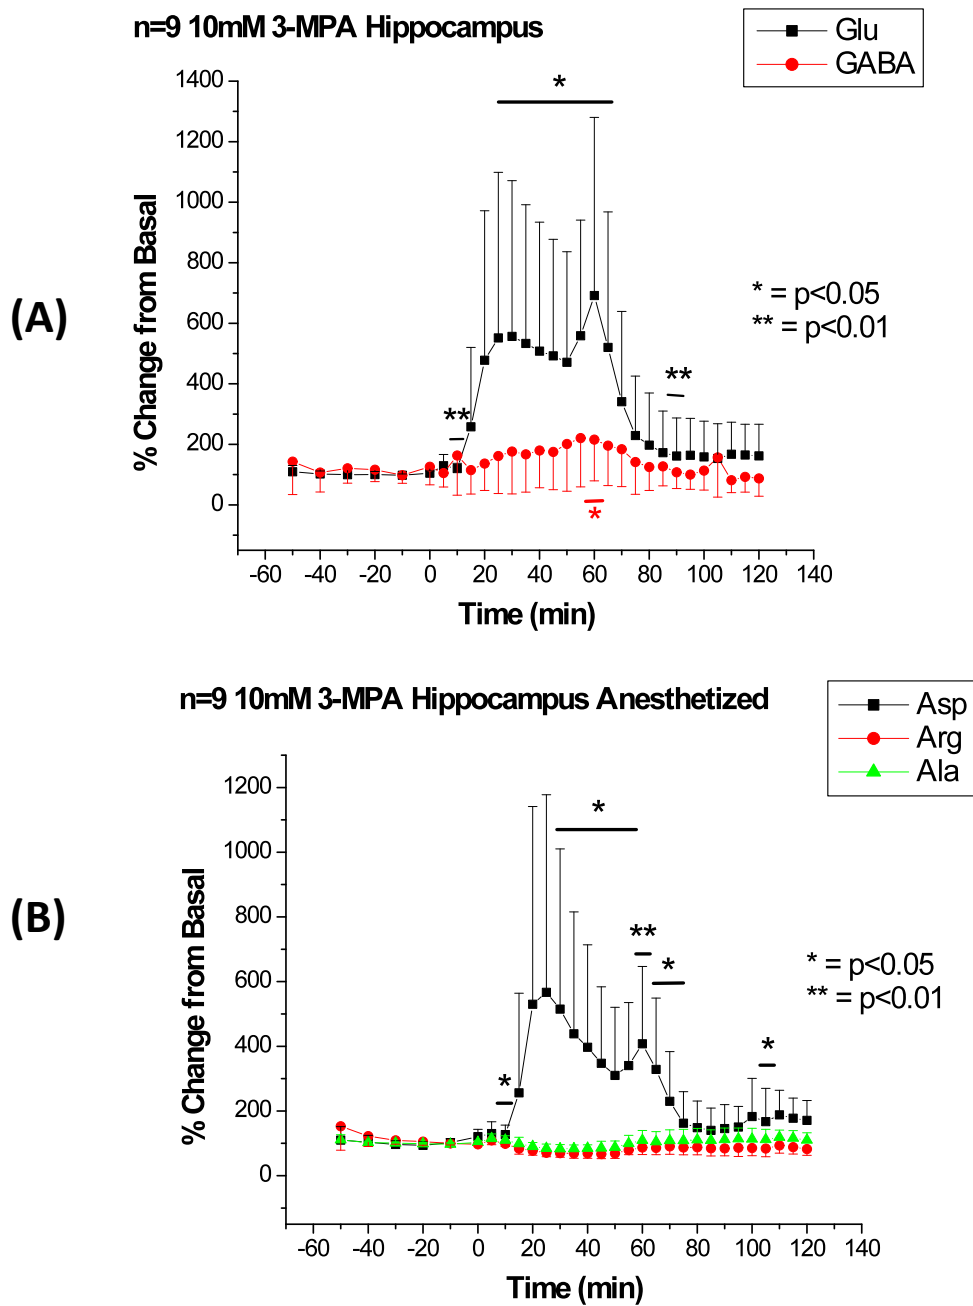 n=9 10mM 3-MPA Hippocampus
Glu
GABA
1400
1200
1000
800
600
400
200
0
% Change from Basal
*
**
**
*
* = p<0.05
** = p<0.01
(A)
-60 -40 -20 0 20 40 60 80 100 120 140
Time (min)
n=9 10mM 3-MPA Hippocampus Anesthetized
Asp
Arg
Ala
1200
1000
800
600
400
200
0
% Change from Basal
*
**
*
*
*
* = p<0.05
** = p<0.01
(B)
-60 -40 -20 0 20 40 60 80 100 120 140
Time (min)